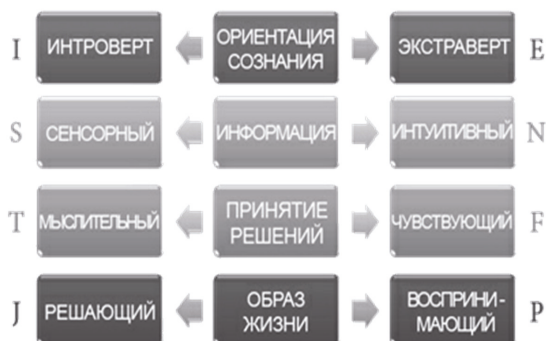 I ИНТРОВЕРТ ОРИЕНТАЦИЯ СОЗНАНИЯ ЭКСТРАВЕРТ E
S СЕНСОРНЫЙ ИНФОРМАЦИЯ ИНТУИТИВНЫЙ N
T МЫСЛИТЕЛЬНЫЙ ПРИНЯТИЕ РЕШЕНИЙ ЧУВСТВУЮЩИЙ F
J РЕШАЮЩИЙ ОБРАЗ ЖИЗНИ ВОСПРИНИ-МАЮЩИЙ P